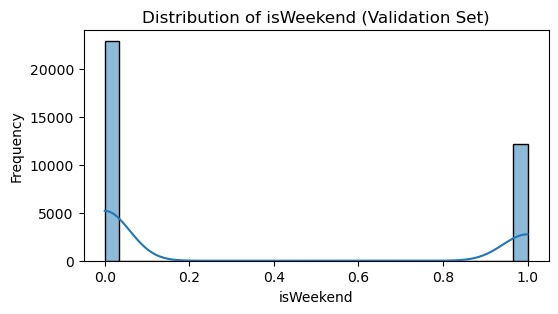 Distribution of isWeekend (Validation Set)
Frequency
20000
15000
10000
5000
0
0.0 0.2 0.4 0.6 0.8 1.0
isWeekend